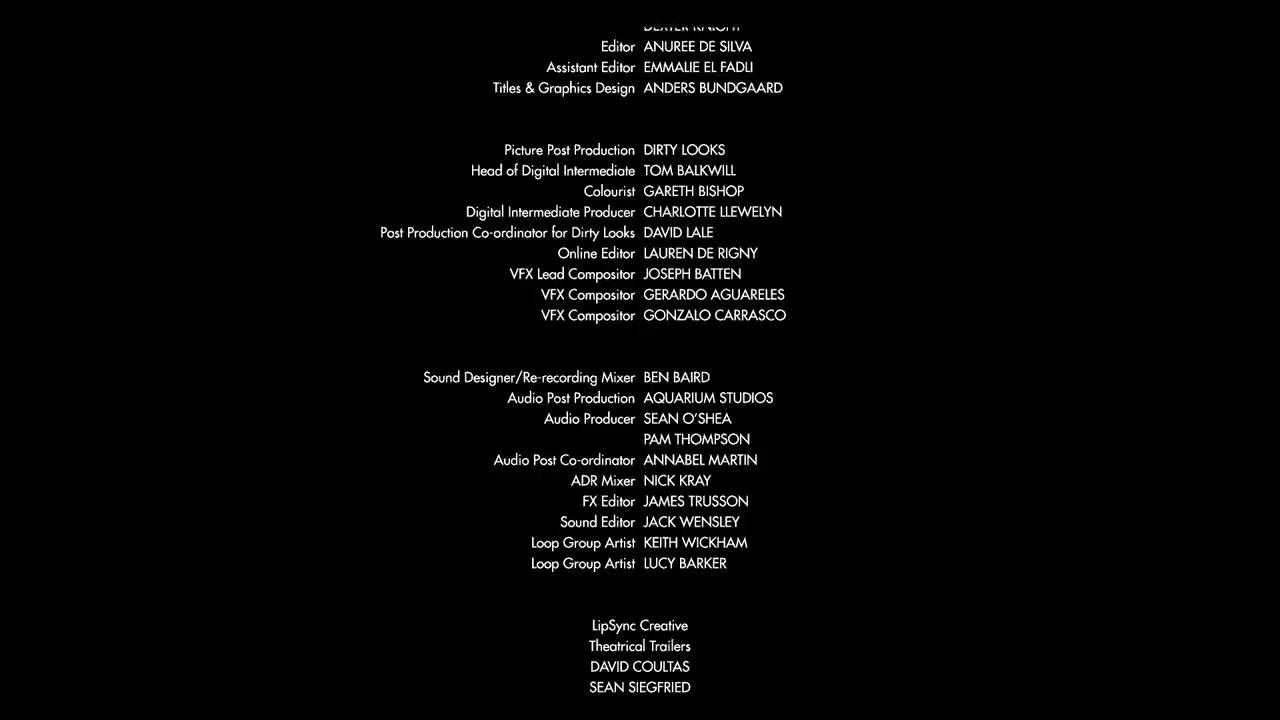 DEXTER KNIGHT
Editor ANUREE DE SILVA
Assistant Editor EMMALIE EL FADLI
Titles & Graphics Design ANDERS BUNDGAARD
Picture Post Production DIRTY LOOKS
Head of Digital Intermediate TOM BALKWILL
Colourist GARETH BISHOP
Digital Intermediate Producer CHARLOTTE LLEWELYN
Post Production Co-ordinator for Dirty Looks DAVID LALE
Online Editor LAUREN DE RIGNY
VFX Lead Compositor JOSEPH BATTEN
VFX Compositor GERARDO AGUARELES
VFX Compositor GONZALO CARRASCO
Sound Designer/Re-recording Mixer BEN BAIRD
Audio Post Production AQUARIUM STUDIOS
Audio Producer SEAN O'SHEA
PAM THOMPSON
Audio Post Co-ordinator ANNABEL MARTIN
ADR Mixer NICK KRAY
FX Editor JAMES TRUSSON
Sound Editor JACK WENSLEY
Loop Group Artist KEITH WICKHAM
Loop Group Artist LUCY BARKER
LipSync Creative
Theatrical Trailers
DAVID COULTAS
SEAN SIEGFRIED